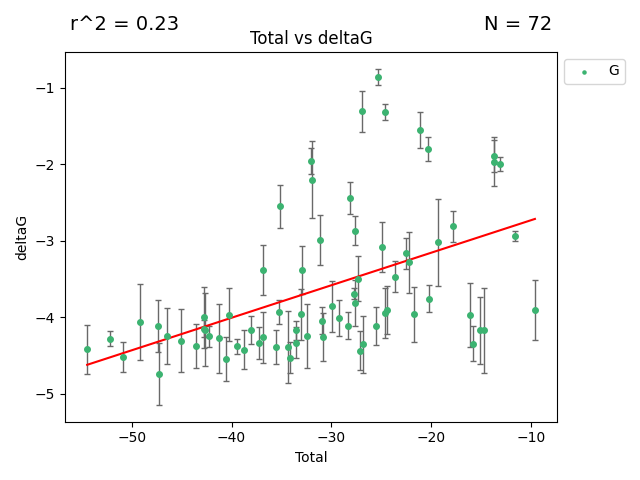 r^2 = 0.23
N = 72
Total vs deltaG
G
−1
−2
−3
−4
−5
deltaG
−50
−40
−30
−20
−10
Total